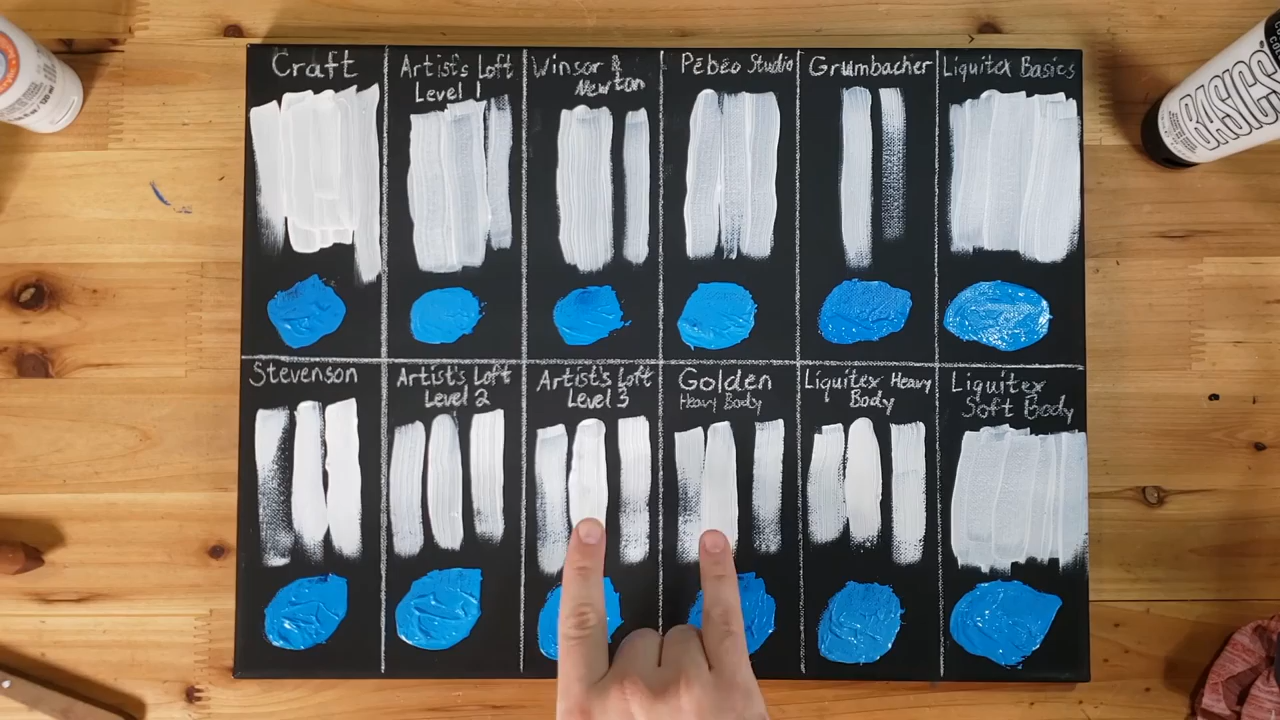 Craft
Artist's Loft
Level 1
Winsor &
Newton
Pēbēo Studio
Grumbacher
Liquitex Basics
BASICS
Stevenson
Artist's Loft
Level 2
Artist's Loft
Level 3
Golden
Heavy Body
Liquitex Heavy
Body
Liquitex
Soft Body